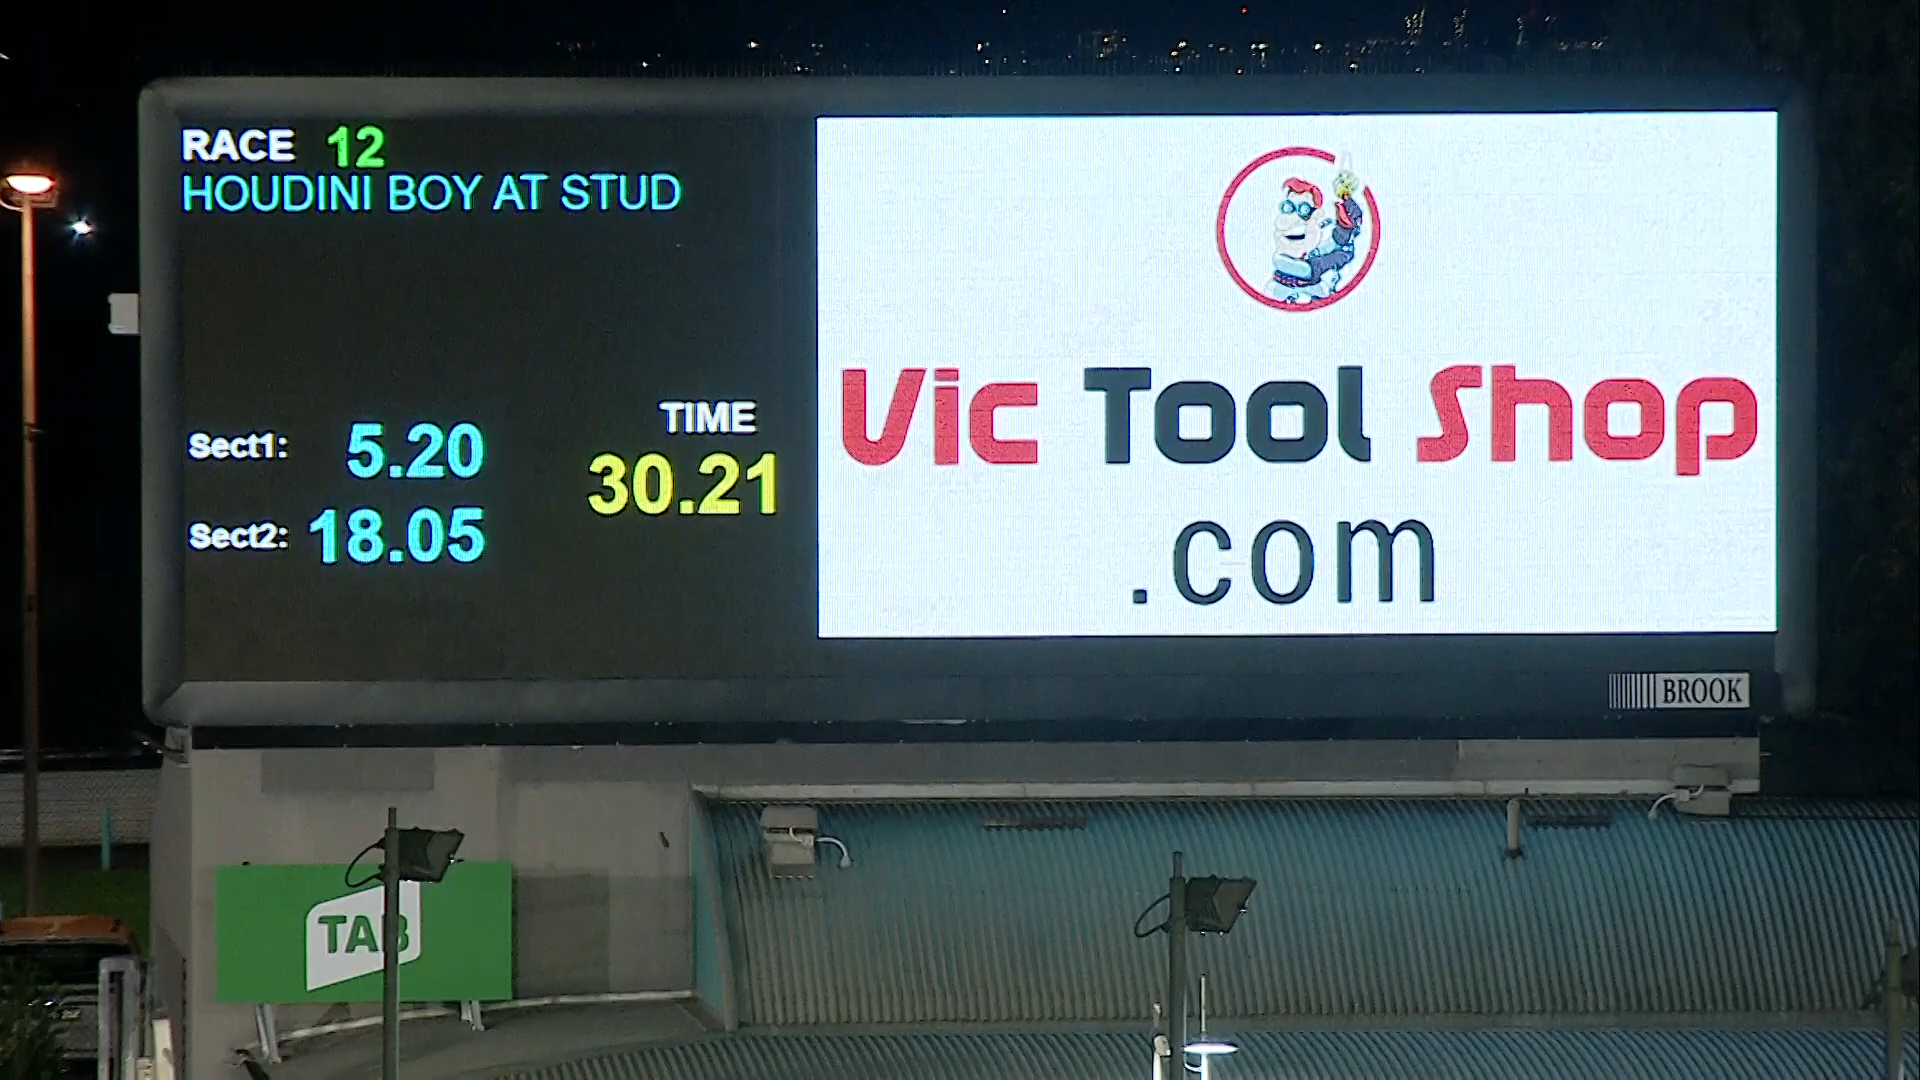 RACE 12
HOUDINI BOY AT STUD
Sect1: 5.20
Sect2: 18.05
TIME
30.21
Vic Tool Shop
.com
BROOK
TAB